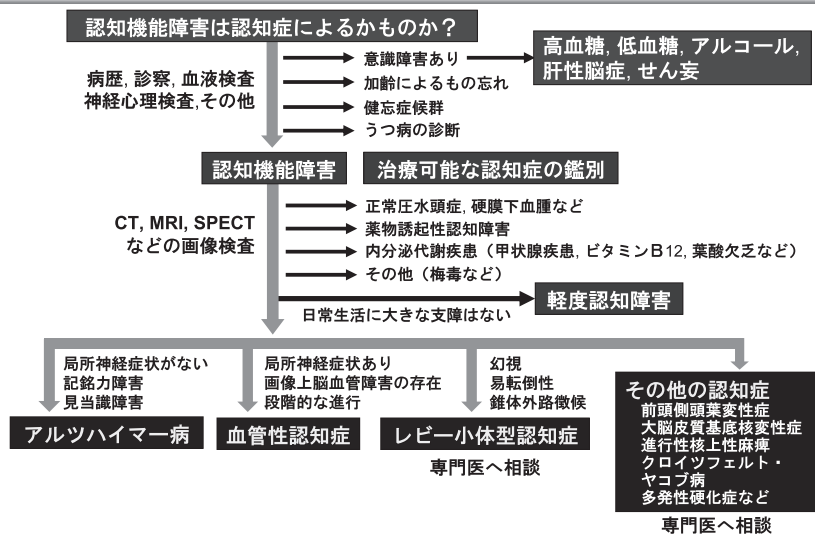 認知機能障害は認知症によるかものか？
病歴, 診察, 血液検査
神経心理検査,その他
意識障害あり
加齢によるもの忘れ
健忘症候群
うつ病の診断
高血糖, 低血糖, アルコール,
肝性脳症, せん妄
認知機能障害
治療可能な認知症の鑑別
CT, MRI, SPECT
などの画像検査
正常圧水頭症, 硬膜下血腫など
薬物誘起性認知障害
内分泌代謝疾患（甲状腺疾患, ビタミンＢ12, 葉酸欠乏など）
その他（梅毒など）
日常生活に大きな支障はない
軽度認知障害
局所神経症状がない
記銘力障害
見当識障害
アルツハイマー病
局所神経症状あり
画像上脳血管障害の存在
段階的な進行
血管性認知症
幻視
易転倒性
錐体外路徴候
レビー小体型認知症
専門医へ相談
その他の認知症
前頭側頭葉変性症
大脳皮質基底核変性症
進行性核上性麻痺
クロイツフェルト・
ヤコブ病
多発性硬化症など
専門医へ相談